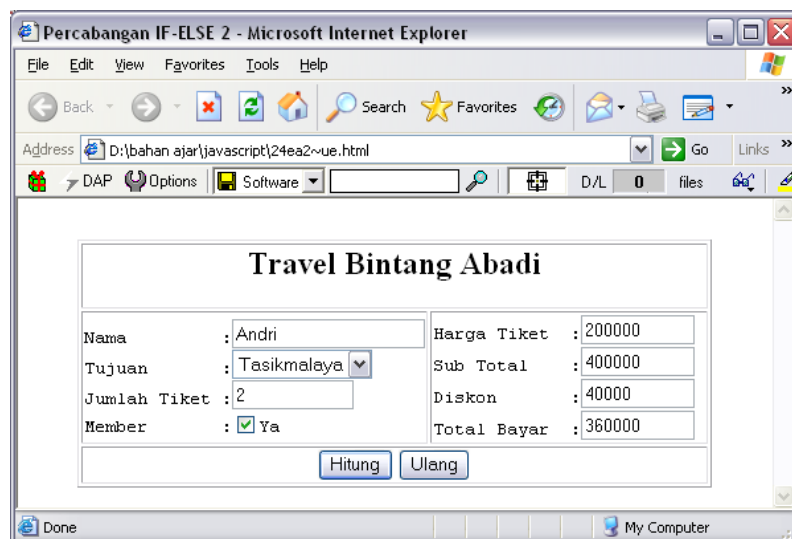 Percabangan IF-ELSE 2 - Microsoft Internet Explorer
File Edit View Favorites Tools Help
Back Search Favorites »
Address D:\bahan ajar\javascript\24ea2~ue.html Go Links »
DAP Options Software D/L 0 files
Travel Bintang Abadi
Nama : Andri
Tujuan : Tasikmalaya
Jumlah Tiket : 2
Member : Ya
Harga Tiket : 200000
Sub Total : 400000
Diskon : 40000
Total Bayar : 360000
Hitung Ulang
Done My Computer